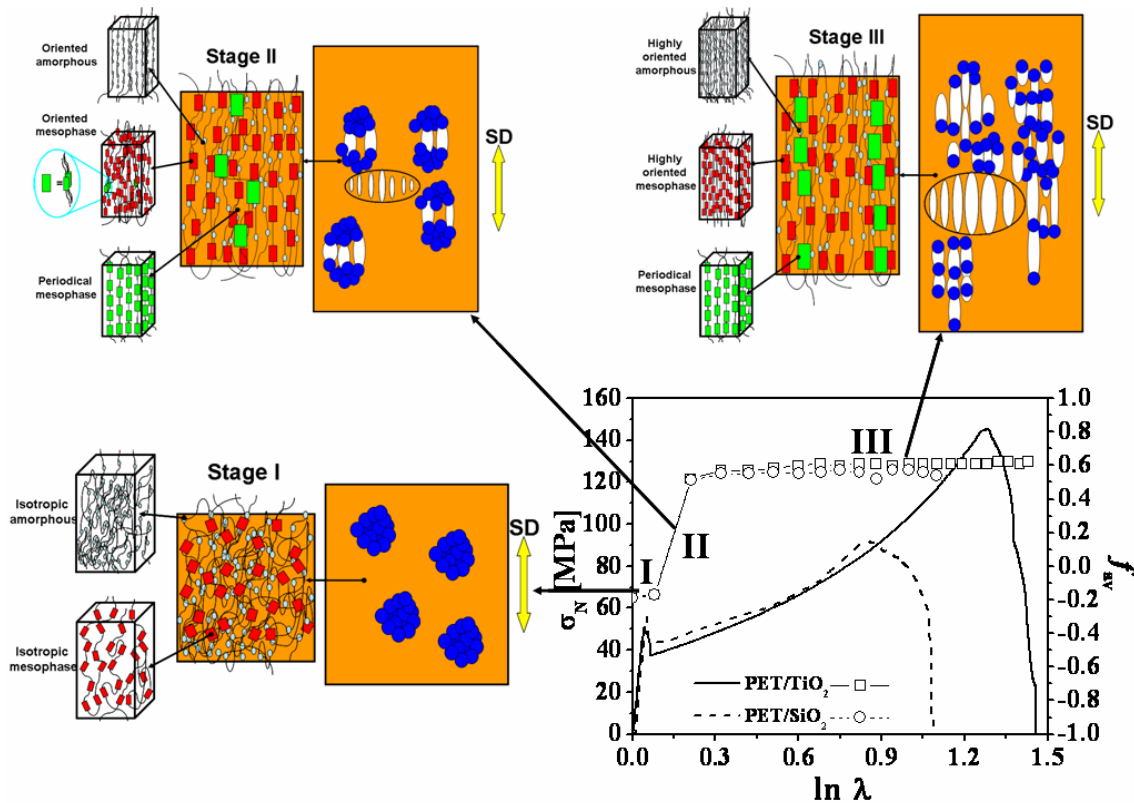 Oriented
amorphous
Stage II
Oriented
mesophase
=
Periodical
mesophase
SD
Highly
oriented
amorphous
Stage III
Highly
oriented
mesophase
Periodical
mesophase
SD
Stage I
Isotropic
amorphous
Isotropic
mesophase
SD
160
140
120
100
80
60
40
20
0
σN [MPa]
1.0
0.8
0.6
0.4
0.2
0.0
-0.2
-0.4
-0.6
-0.8
-1.0
fav
I
II
III
PET/TiO2
PET/SiO2
0.0 0.3 0.6 0.9 1.2 1.5
ln λ